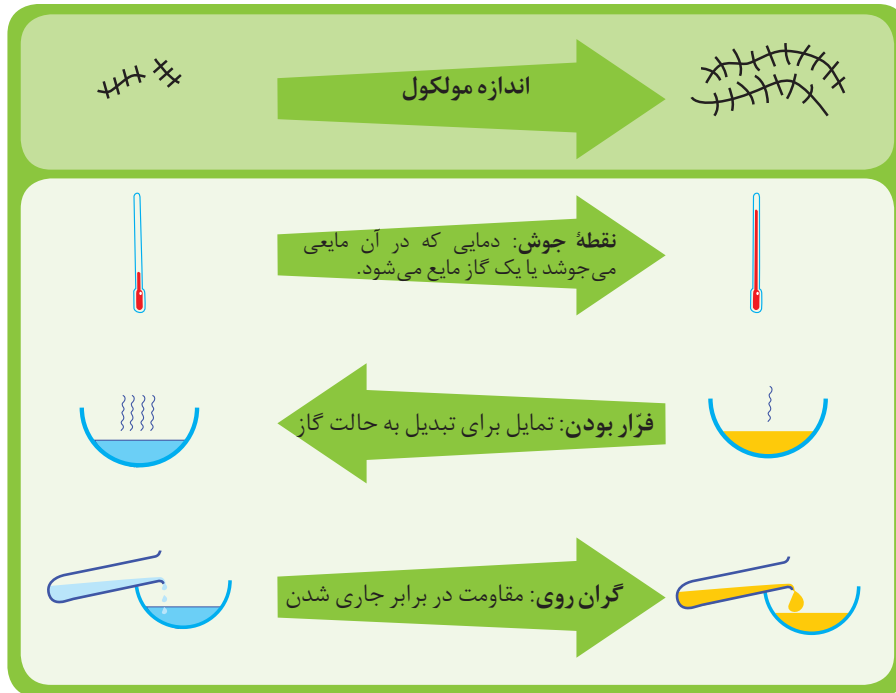 اندازه مولکول
نقطهٔ جوش: دمایی که در آن مایعی
می‌جوشد یا یک گاز مایع می‌شود.
فرّار بودن: تمایل برای تبدیل به حالت گاز
گران روی: مقاومت در برابر جاری شدن